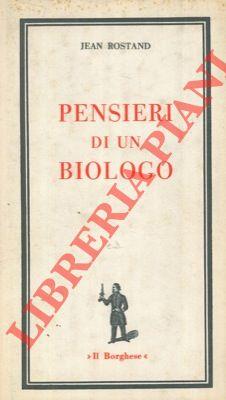 JEAN ROSTAND
PENSIERI
DI UN
BIOLOGO
»Il Borghese«
LIBRERIA PIANI